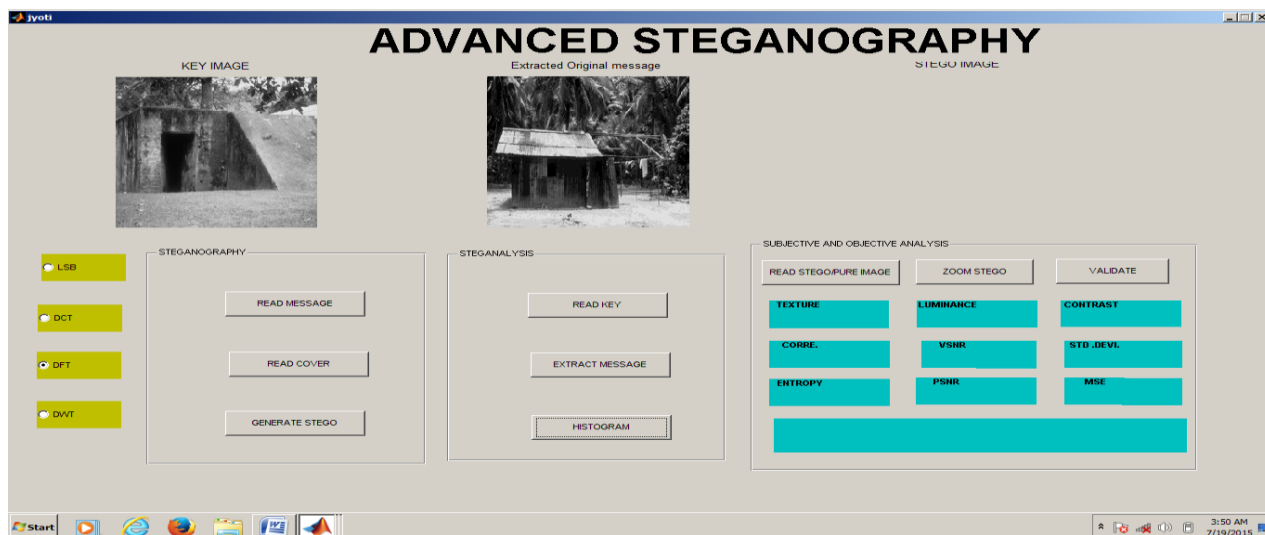 jyoti
ADVANCED STEGANOGRAPHY
KEY IMAGE
Extracted Original message
STEGO IMAGE
LSB
DCT
DFT
DWT
STEGANOGRAPHY
READ MESSAGE
READ COVER
GENERATE STEGO
STEGANALYSIS
READ KEY
EXTRACT MESSAGE
HISTOGRAM
SUBJECTIVE AND OBJECTIVE ANALYSIS
READ STEGO/PURE IMAGE ZOOM STEGO VALIDATE
TEXTURE LUMINANCE CONTRAST
CORRE. VSNR STD .DEVI.
ENTROPY PSNR MSE
Start
3:50 AM
7/19/2015